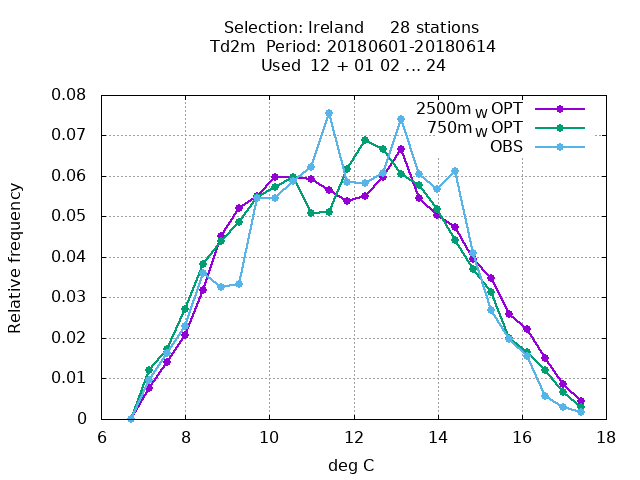 Selection: Ireland 28 stations
Td2m Period: 20180601-20180614
Used 12 + 01 02 ... 24
2500m W OPT
750m W OPT
OBS
Relative frequency
0.08
0.07
0.06
0.05
0.04
0.03
0.02
0.01
0
6 8 10 12 14 16 18
deg C